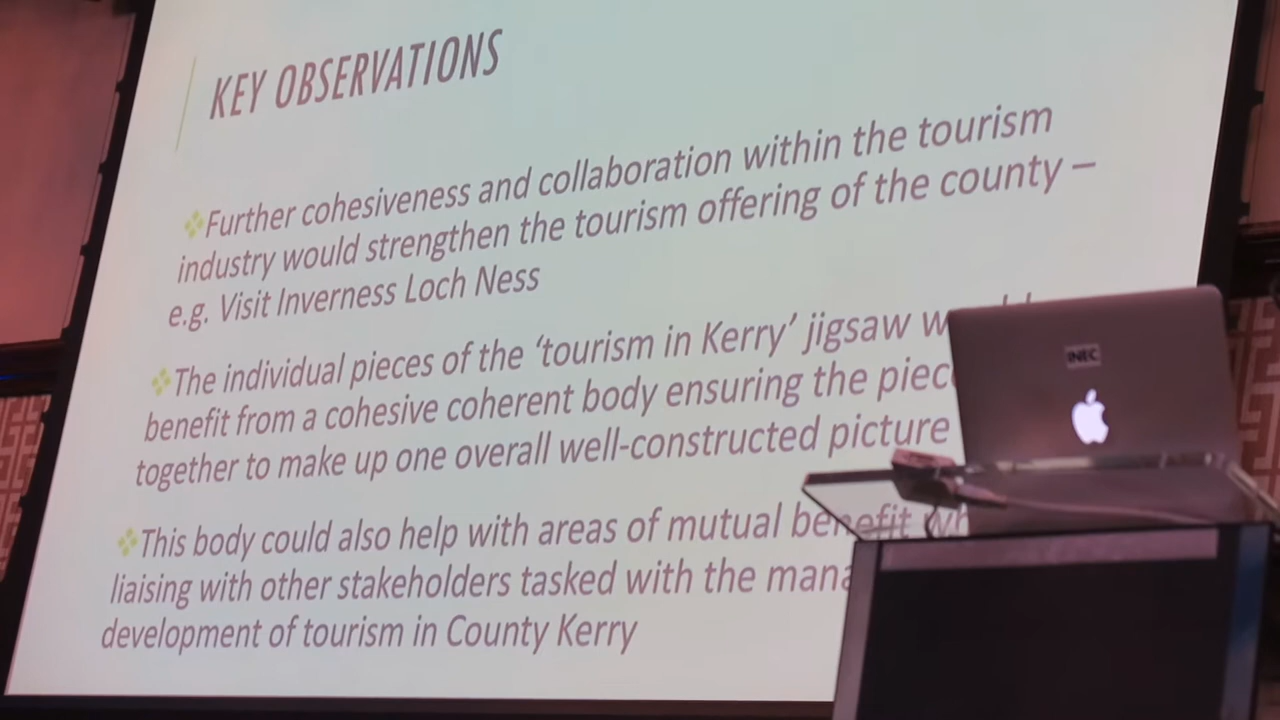 KEY OBSERVATIONS
Further cohesiveness and collaboration within the tourism
industry would strengthen the tourism offering of the county –
e.g. Visit Inverness Loch Ness
The individual pieces of the ‘tourism in Kerry’ jigsaw
benefit from a cohesive coherent body ensuring the
together to make up one overall well-constructed picture
This body could also help with areas of mutual benefit
liaising with other stakeholders tasked with the
development of tourism in County Kerry
INEC